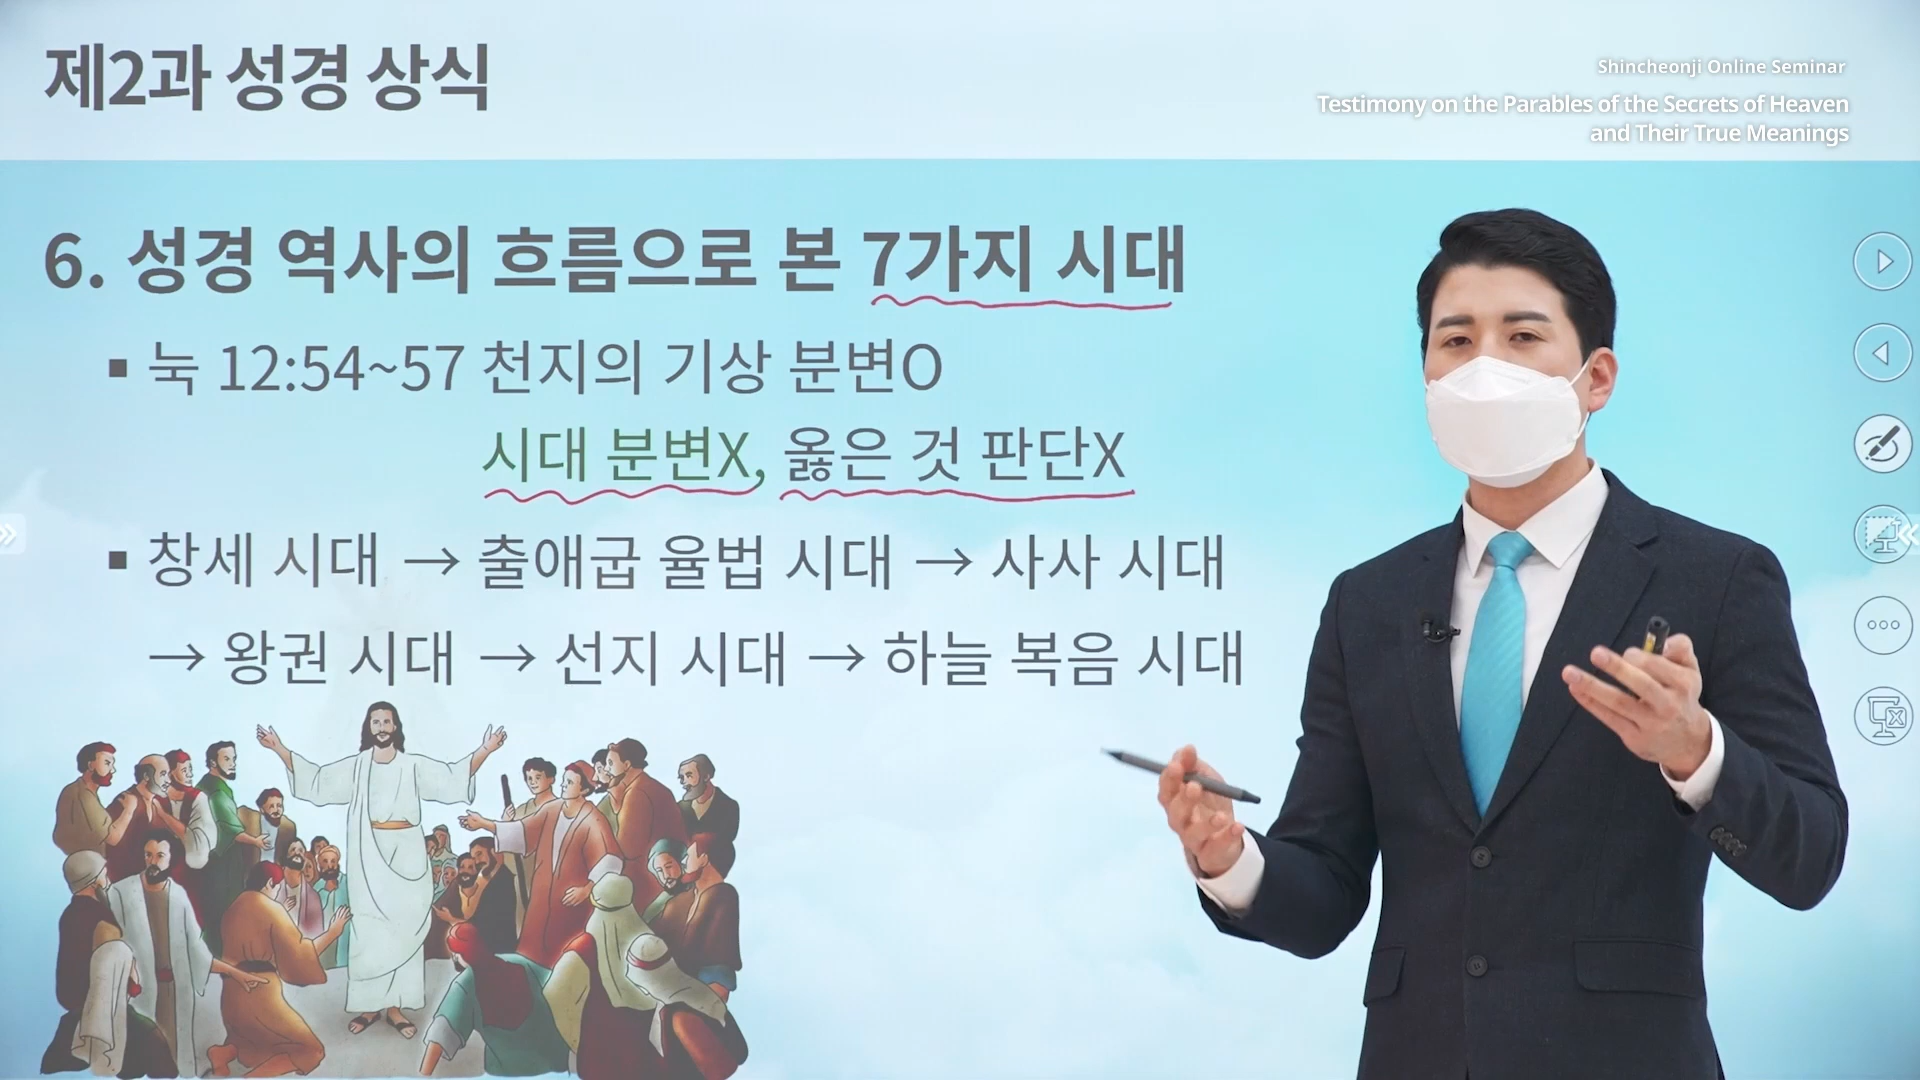 제2과 성경 상식
Shincheonji Online Seminar
Testimony on the Parables of the Secrets of Heaven
and Their True Meanings
6. 성경 역사의 흐름으로 본 7가지 시대
▪ 눅 12:54~57 천지의 기상 분변O
시대 분변X, 옳은 것 판단X
▪ 창세 시대 → 출애굽 율법 시대 → 사사 시대
→ 왕권 시대 → 선지 시대 → 하늘 복음 시대